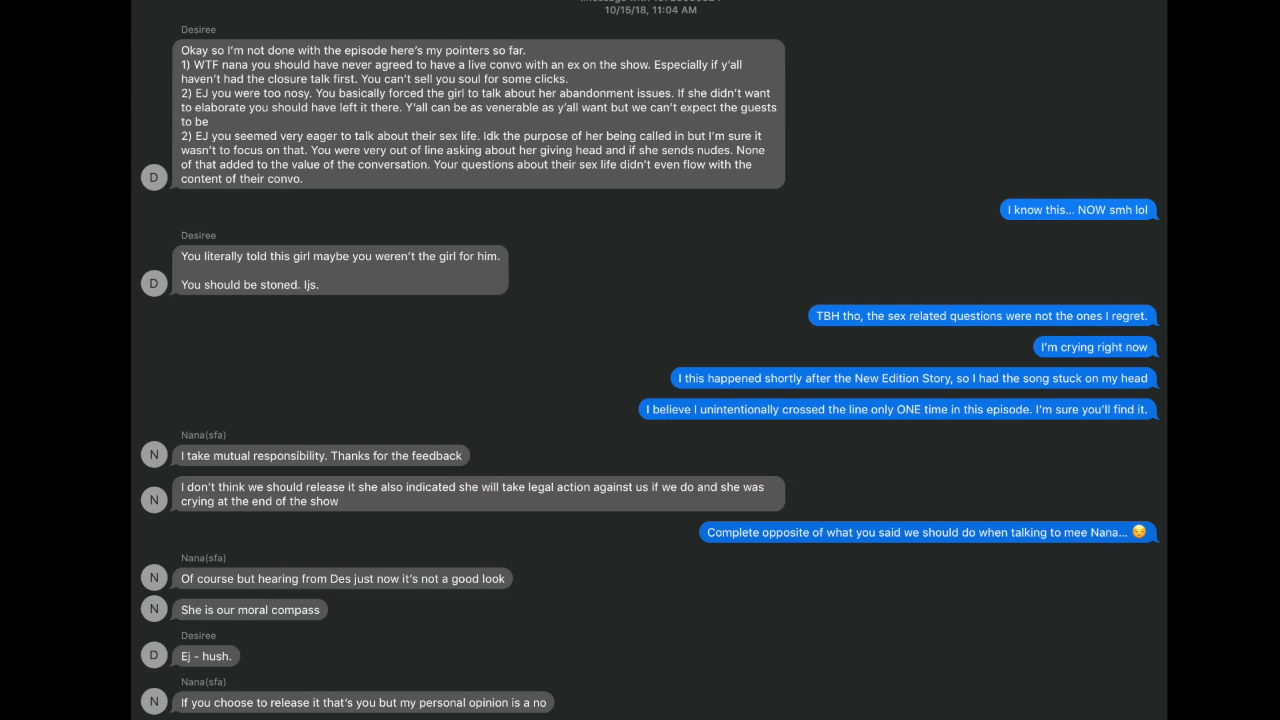 10/15/18, 11:04 AM
Desiree
Okay so I'm not done with the episode here's my pointers so far.
1) WTF nana you should have never agreed to have a live convo with an ex on the show. Especially if y'all
haven't had the closure talk first. You can't sell you soul for some clicks.
2) EJ you were too nosy. You basically forced the girl to talk about her abandonment issues. If she didn't want
to elaborate you should have left it there. Y'all can be as venerable as y'all want but we can't expect the guests
to be
2) EJ you seemed very eager to talk about their sex life. Idk the purpose of her being called in but I'm sure it
wasn't to focus on that. You were very out of line asking about her giving head and if she sends nudes. None
of that added to the value of the conversation. Your questions about their sex life didn't even flow with the
content of their convo.
D
I know this... NOW smh lol
Desiree
You literally told this girl maybe you weren't the girl for him.
You should be stoned. Ijs.
D
TBH tho, the sex related questions were not the ones I regret.
I'm crying right now
I this happened shortly after the New Edition Story, so I had the song stuck on my head
I believe I unintentionally crossed the line only ONE time in this episode. I'm sure you'll find it.
Nana(sfa)
N
I take mutual responsibility. Thanks for the feedback
I don't think we should release it she also indicated she will take legal action against us if we do and she was
crying at the end of the show
N
Complete opposite of what you said we should do when talking to mee Nana... 😒
Nana(sfa)
N
Of course but hearing from Des just now it's not a good look
N
She is our moral compass
Desiree
D
Ej - hush.
Nana(sfa)
N
If you choose to release it that's you but my personal opinion is a no